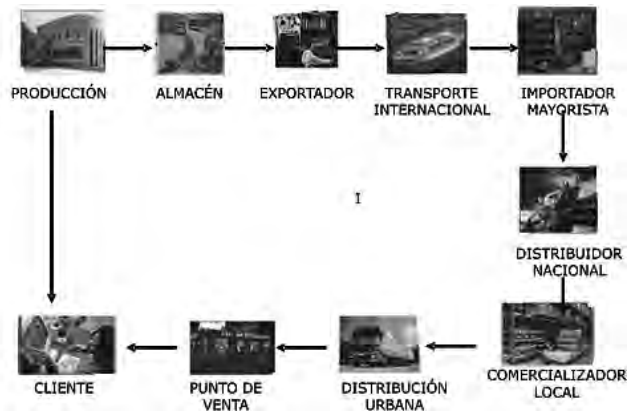 PRODUCCIÓN
ALMACÉN
EXPORTADOR
TRANSPORTE
INTERNACIONAL
IMPORTADOR
MAYORISTA
I
DISTRIBUIDOR
NACIONAL
CLIENTE
PUNTO DE
VENTA
DISTRIBUCIÓN
URBANA
COMERCIALIZADOR
LOCAL